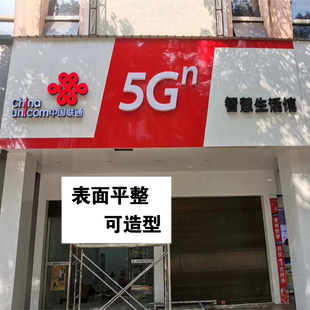 China
unicom中国联通
5Gⁿ
智慧生活馆
表面平整
可造型